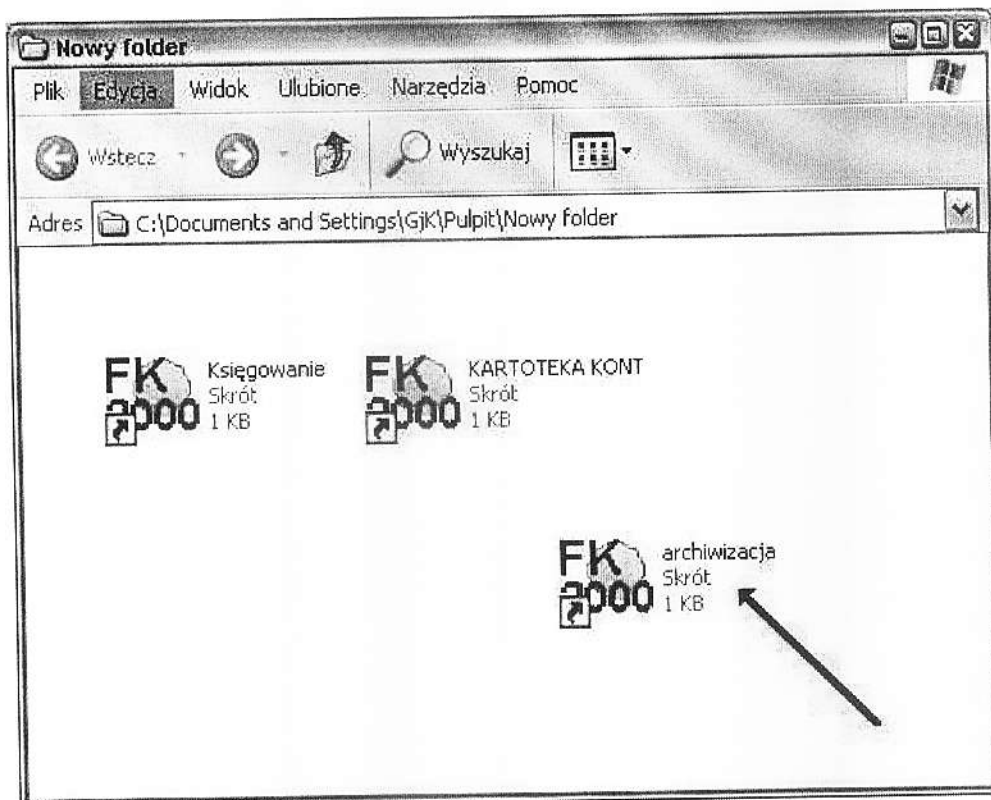 Nowy folder
Plik Edycja Widok Ulubione Narzędzia Pomoc
Wstecz Wyszukaj
Adres C:\Documents and Settings\GjK\Pulpit\Nowy folder
FK
2000
Księgowanie
Skrót
1 KB
FK
2000
KARTOTEKA KONT
Skrót
1 KB
FK
2000
archiwizacja
Skrót
1 KB